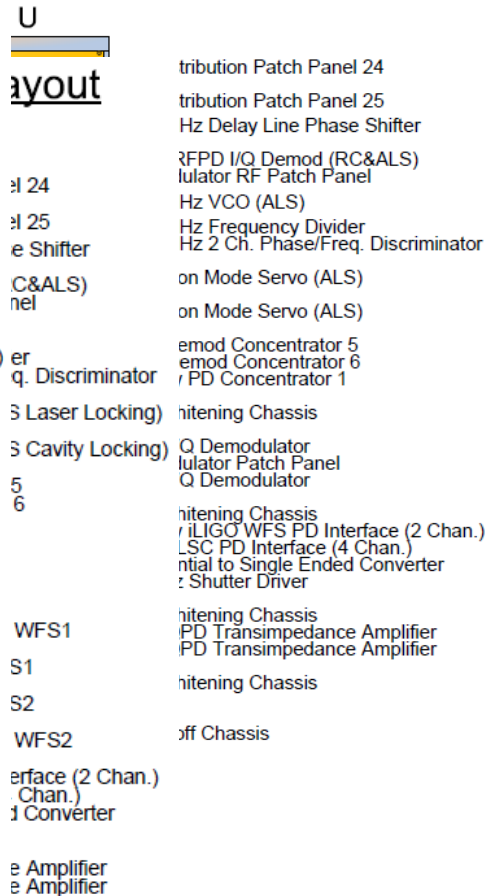 U
ayout
el 24
el 25
e Shifter
C&ALS)
nel
) er
q. Discriminator
S Laser Locking)
S Cavity Locking)
5
6
WFS1
S1
S2
WFS2
erface (2 Chan.)
Chan.)
d Converter
e Amplifier
e Amplifier
tribution Patch Panel 24
tribution Patch Panel 25
Hz Delay Line Phase Shifter
RFPD I/Q Demod (RC&ALS)
ulator RF Patch Panel
Hz VCO (ALS)
Hz Frequency Divider
Hz 2 Ch. Phase/Freq. Discriminator
on Mode Servo (ALS)
on Mode Servo (ALS)
emod Concentrator 5
emod Concentrator 6
PD Concentrator 1
hitening Chassis
Q Demodulator
ulator Patch Panel
Q Demodulator
hitening Chassis
iLIGO WFS PD Interface (2 Chan.)
LSC PD Interface (4 Chan.)
ntial to Single Ended Converter
z Shutter Driver
hitening Chassis
PD Transimpedance Amplifier
PD Transimpedance Amplifier
hitening Chassis
off Chassis